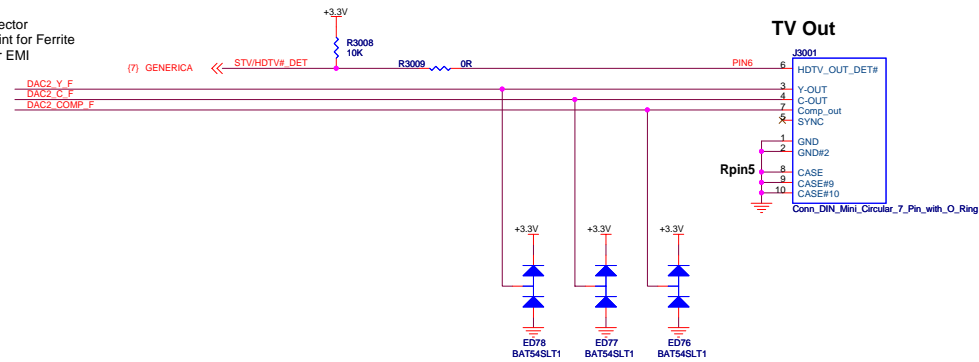 ector
int for Ferrite
r EMI
+3.3V
R3008
10K
TV Out
J3001
{7} GENERICA
STV/HDTV#_DET
R3009
0R
PIN6
6
HDTV_OUT_DET#
DAC2_Y_F
3
Y-OUT
DAC2_C_F
4
C-OUT
DAC2_COMP_F
7
Comp_out
5
SYNC
1
GND
2
GND#2
Rpin5
8
CASE
9
CASE#9
10
CASE#10
Conn_DIN_Mini_Circular_7_Pin_with_O_Ring
+3.3V
+3.3V
+3.3V
ED78
BAT54SLT1
ED77
BAT54SLT1
ED76
BAT54SLT1